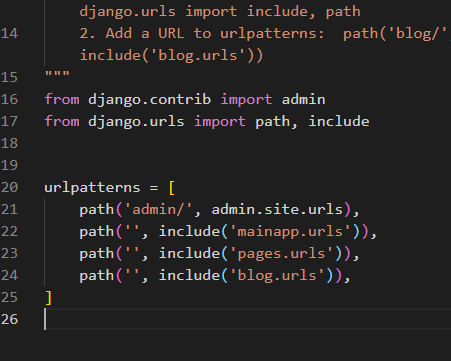 django.urls import include, path
14 2. Add a URL to urlpatterns:  path('blog/'
include('blog.urls'))
15 """
16 from django.contrib import admin
17 from django.urls import path, include
18
19
20 urlpatterns = [
21 path('admin/', admin.site.urls),
22 path('', include('mainapp.urls')),
23 path('', include('pages.urls')),
24 path('', include('blog.urls')),
25 ]
26